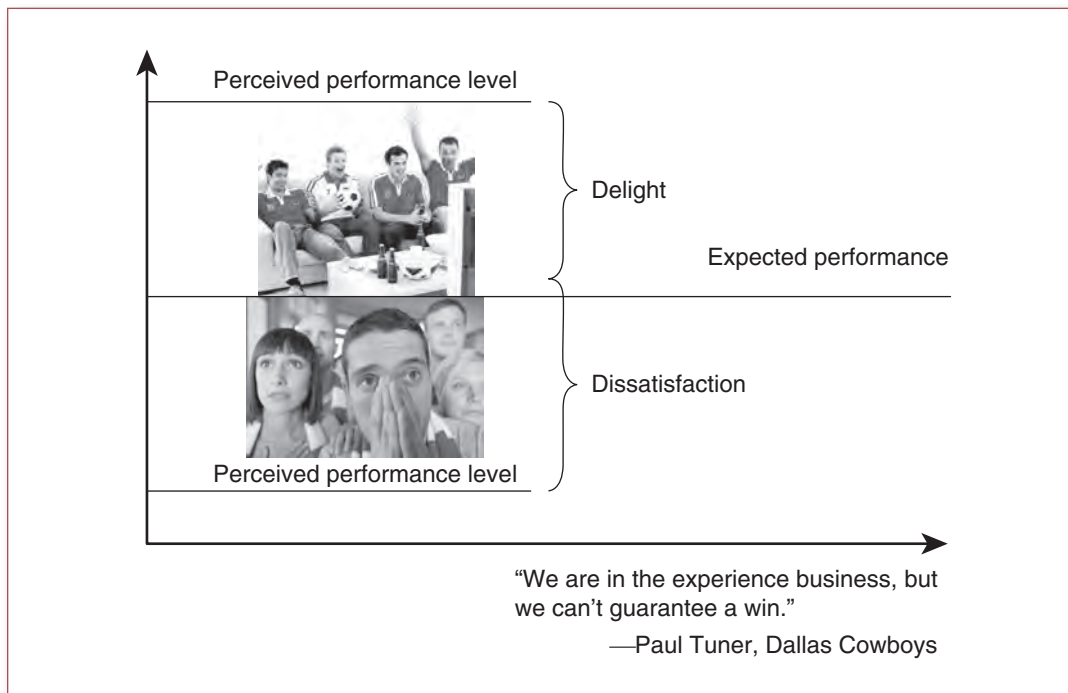 Perceived performance level
Delight
Expected performance
Dissatisfaction
Perceived performance level
“We are in the experience business, but
we can’t guarantee a win.”
—Paul Tuner, Dallas Cowboys